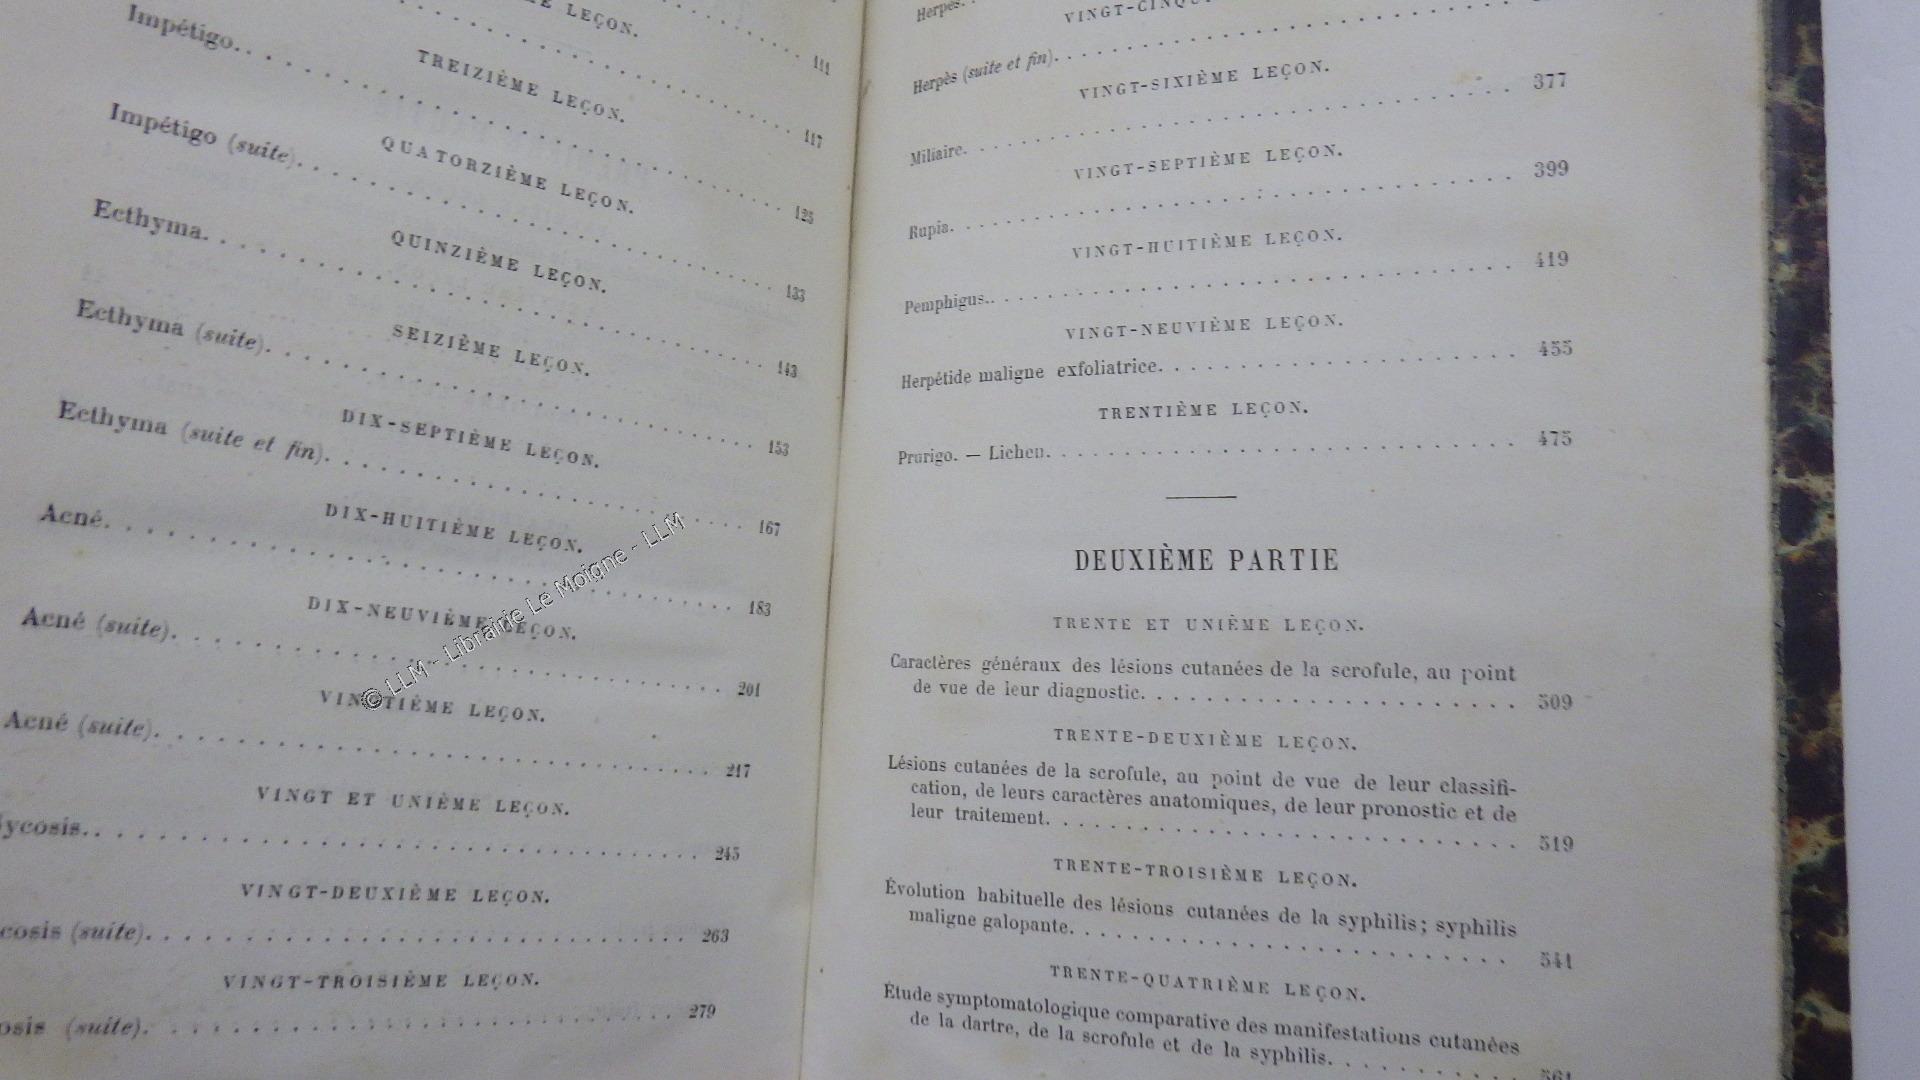 LEÇON.
111
117
TREIZIÈME LEÇON.
Impétigo. 125
QUATORZIÈME LEÇON.
Impétigo (suite). 133
QUINZIÈME LEÇON.
Ecthyma. 143
SEIZIÈME LEÇON.
Ecthyma (suite). 153
DIX-SEPTIÈME LEÇON.
Ecthyma (suite et fin). 167
DIX-HUITIÈME LEÇON.
Acné. 183
DIX-NEUVIÈME LEÇON.
Acné (suite). 201
VINGTIÈME LEÇON.
Acné (suite). 217
VINGT ET UNIÈME LEÇON.
ycosis. 245
VINGT-DEUXIÈME LEÇON.
cosis (suite). 263
VINGT-TROISIÈME LEÇON.
osis (suite). 279
© LLM - Librairie Le Moigne - LLM
Herpès.
VINGT-CINQU
Herpès (suite et fin).
VINGT-SIXIÈME LEÇON.
Miliaire. 377
VINGT-SEPTIÈME LEÇON.
Rupia. 399
VINGT-HUITIÈME LEÇON.
Pemphigus. 419
VINGT-NEUVIÈME LEÇON.
Herpétide maligne exfoliatrice. 455
TRENTIÈME LEÇON.
Prurigo. — Lichen. 475
DEUXIÈME PARTIE
TRENTE ET UNIÈME LEÇON.
Caractères généraux des lésions cutanées de la scrofule, au point
de vue de leur diagnostic. 509
TRENTE-DEUXIÈME LEÇON.
Lésions cutanées de la scrofule, au point de vue de leur classifi-
cation, de leurs caractères anatomiques, de leur pronostic et de
leur traitement. 519
TRENTE-TROISIÈME LEÇON.
Évolution habituelle des lésions cutanées de la syphilis; syphilis
maligne galopante. 541
TRENTE-QUATRIÈME LEÇON.
Étude symptomatologique comparative des manifestations cutanées
de la dartre, de la scrofule et de la syphilis. 561